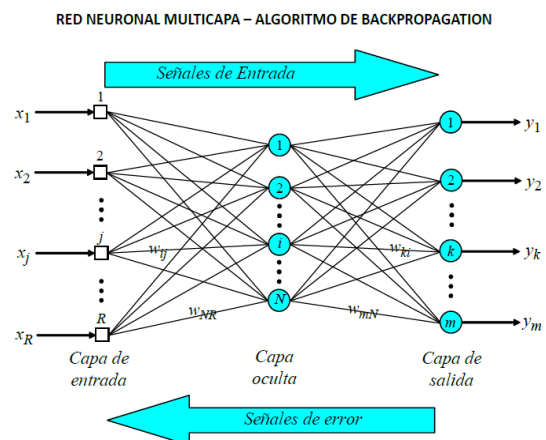 RED NEURONAL MULTICAPA – ALGORITMO DE BACKPROPAGATION
Señales de Entrada
x1 1 1 y1
1
x2 2 2 y2
2
xj j wij i wki k yk
N
xR R wNR wmN m ym
Capa de entrada
Capa oculta
Capa de salida
Señales de error